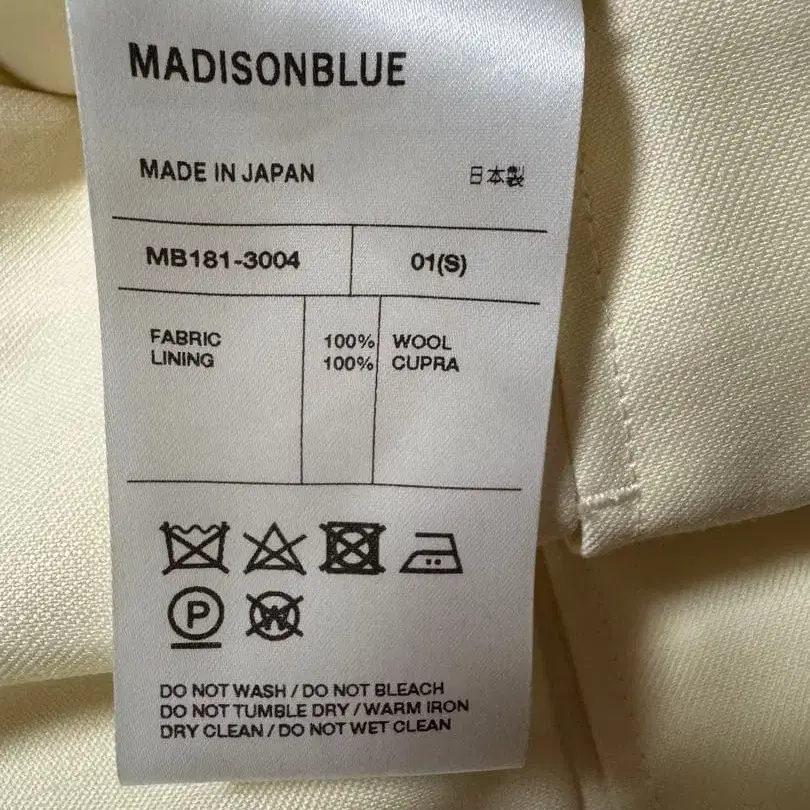 MADISONBLUE
MADE IN JAPAN 日本製
MB181-3004 01(S)
FABRIC 100% WOOL
LINING 100% CUPRA
P
W
DO NOT WASH / DO NOT BLEACH
DO NOT TUMBLE DRY / WARM IRON
DRY CLEAN / DO NOT WET CLEAN